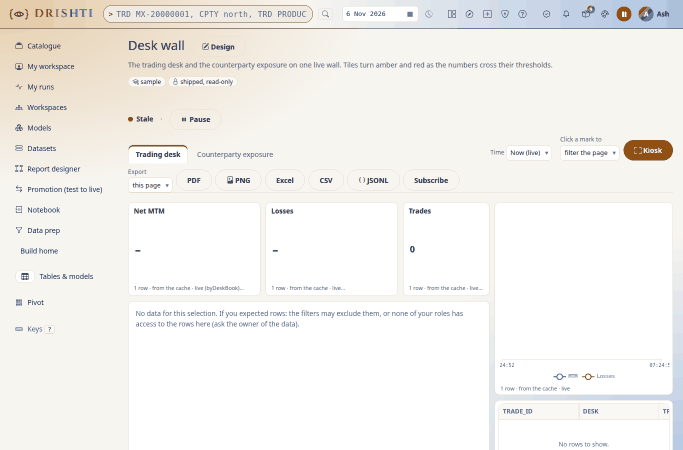 DRISHTI
> TRD MX-20000001, CPTY north, TRD PRODUC
6 Nov 2026
Ash
Catalogue
My workspace
My runs
Workspaces
Models
Datasets
Report designer
Promotion (test to live)
Notebook
Data prep
Build home
Tables & models
Pivot
Keys ?
Desk wall
Design
The trading desk and the counterparty exposure on one live wall. Tiles turn amber and red as the numbers cross their thresholds.
sample
shipped, read-only
Stale ·
Pause
Trading desk
Counterparty exposure
Time
Now (live)
Click a mark to
filter the page
Kiosk
Export
this page
PDF
PNG
Excel
CSV
JSONL
Subscribe
Net MTM
–
1 row · from the cache · live (byDeskBook)...
Losses
–
1 row · from the cache · live...
Trades
0
1 row · from the cache · live...
24:52
07:24:5
Losses
1 row · from the cache · live
No data for this selection. If you expected rows: the filters may exclude them, or none of your roles has
access to the rows here (ask the owner of the data).
TRADE_ID
DESK
TR
No rows to show.